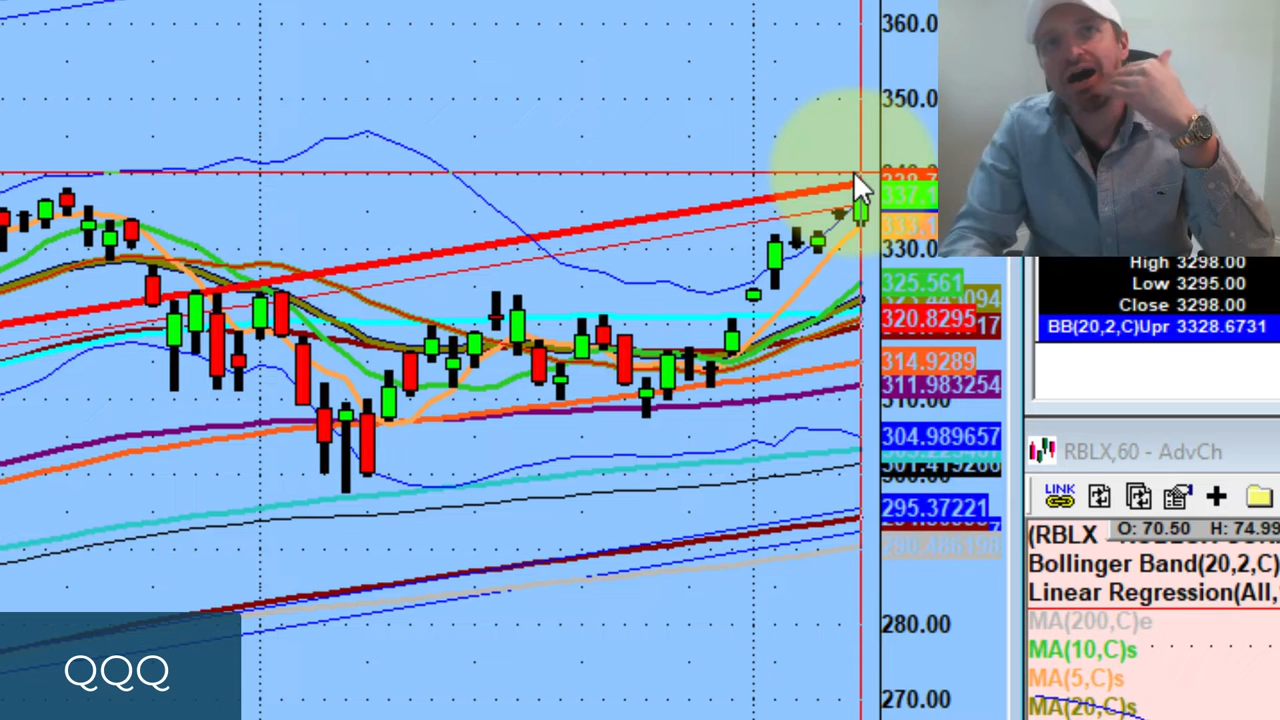 360.0
350.0
337.1
333.1
330.0
325.561
320.8295
314.9289
311.983254
304.989657
295.37221
280.00
270.00
High 3298.00
Low 3295.00
Close 3298.00
BB(20,2,C)Upr 3328.6731
RBLX,60 - AdvCh
LINK
O: 70.50 H: 74.99
(RBLX
Bollinger Band(20,2,C)
Linear Regression(All,
MA(200,C)e
MA(10,C)s
MA(5,C)s
MA(20,C)s
QQQ